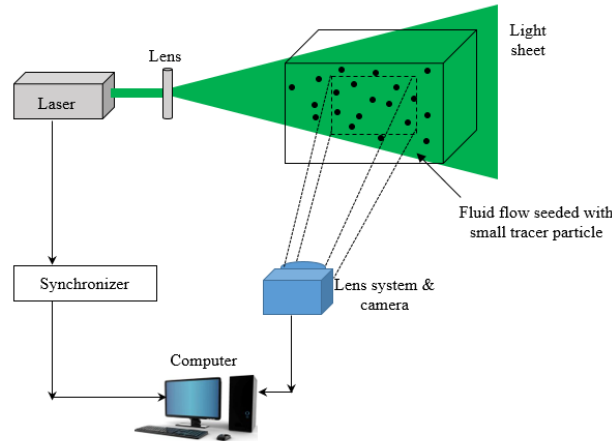 Light
sheet
Lens
Laser
Fluid flow seeded with
small tracer particle
Synchronizer
Lens system &
camera
Computer